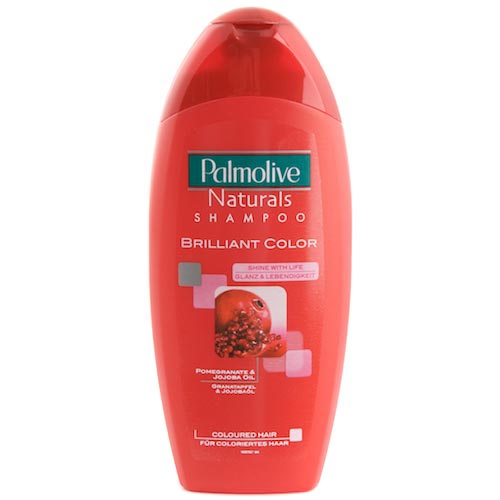 Palmolive
Naturals
SHAMPOO
BRILLIANT COLOR
SHINE WITH LIFE
GLANZ & LEBENDIGKEIT
POMEGRANATE &
JOJOBA OIL
GRANATAPFEL
& JOJOBAÖL
COLOURED HAIR
FÜR COLORIERTES HAAR